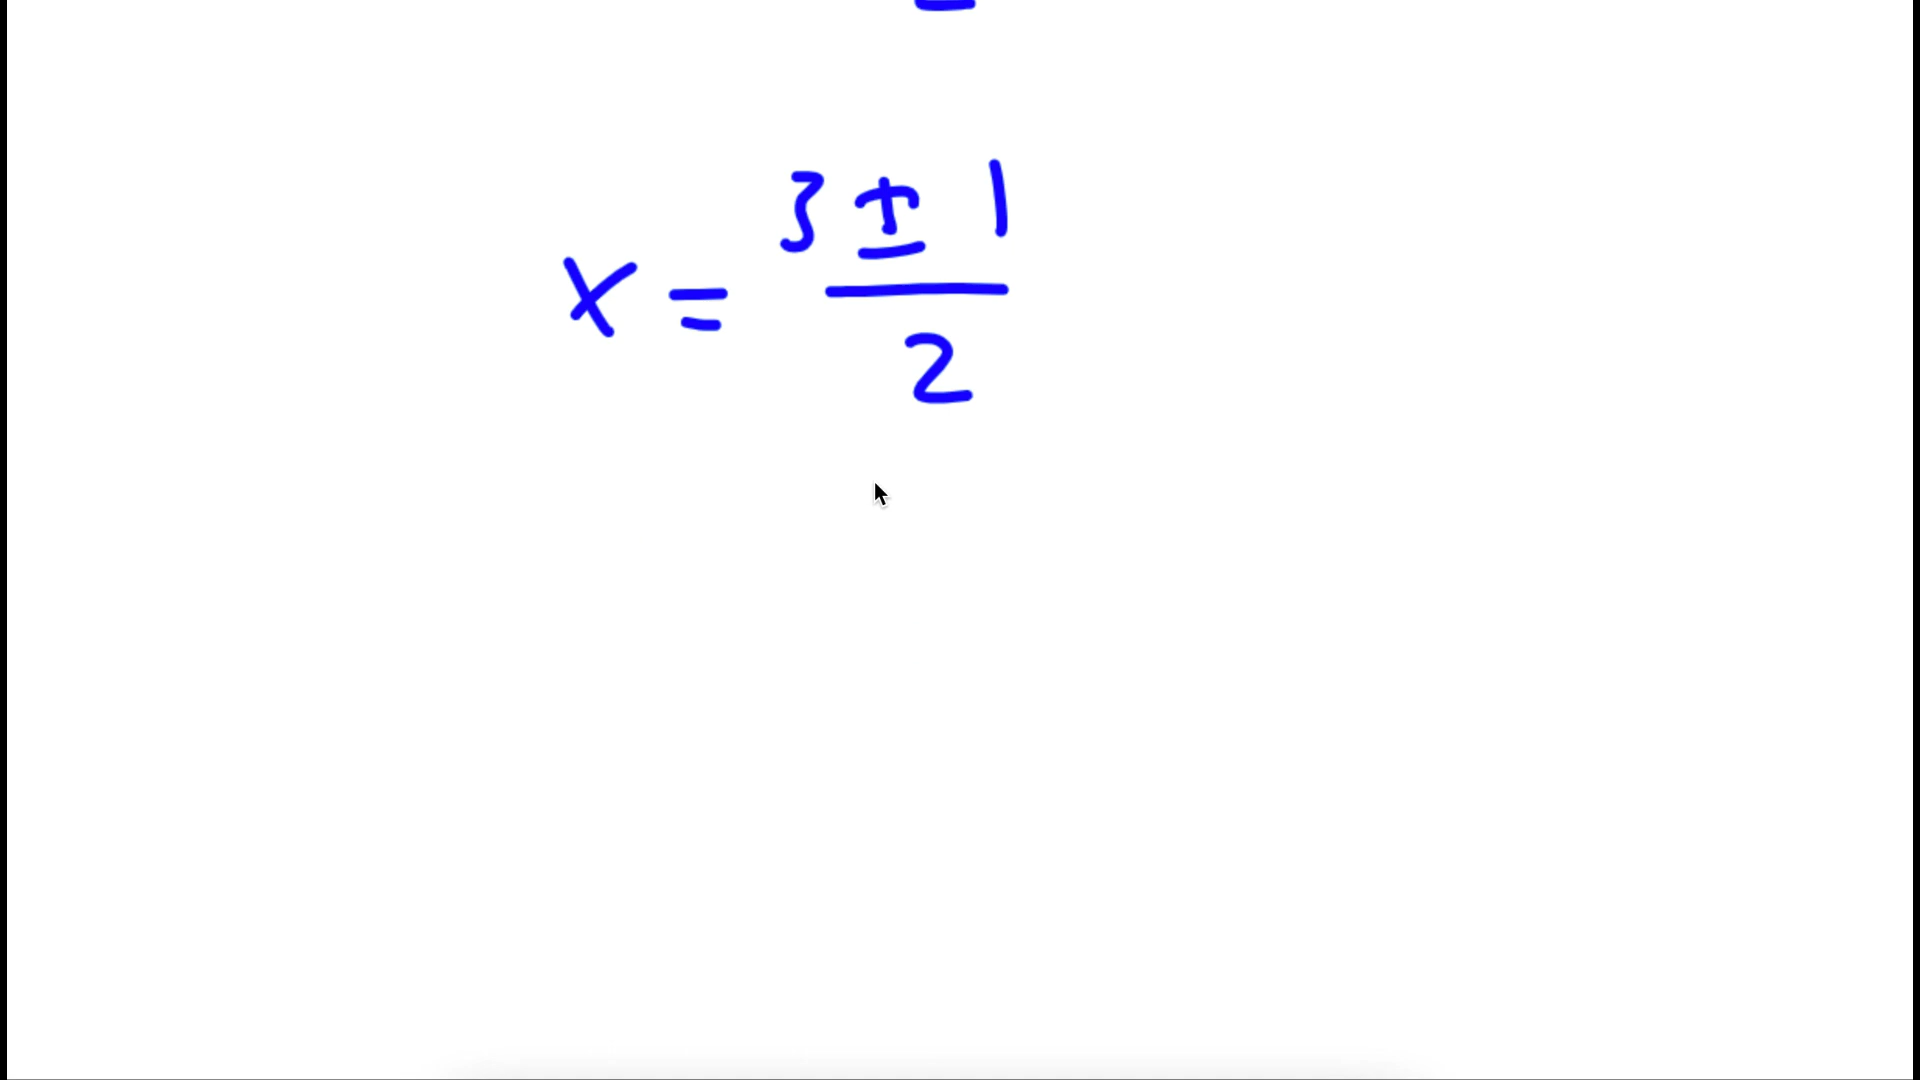 x = (3 ± 1) / 2